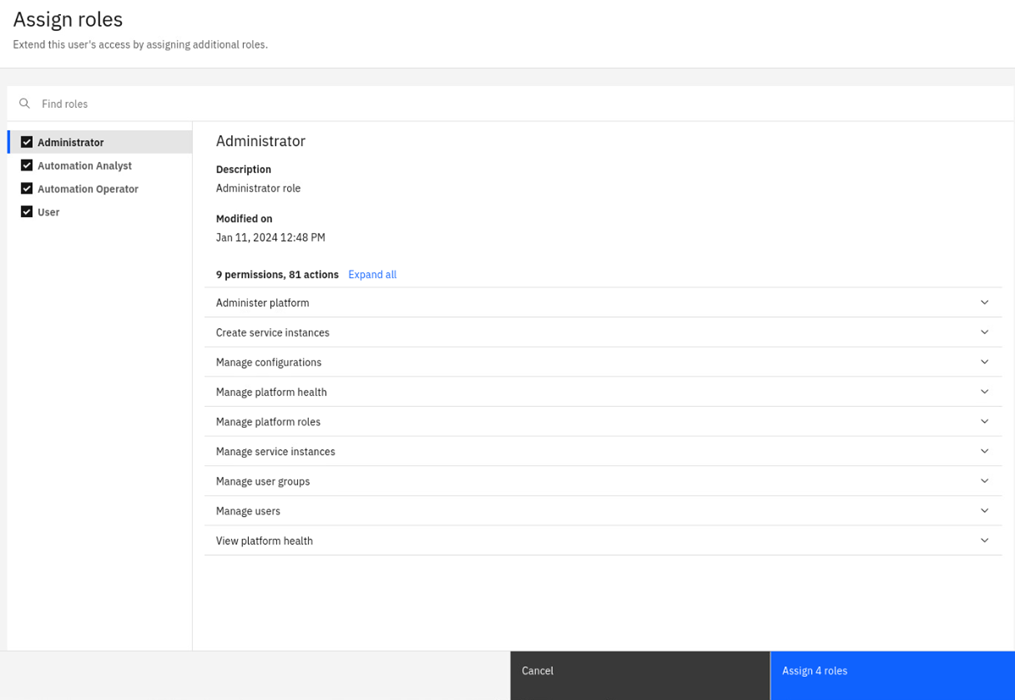 Assign roles
Extend this user's access by assigning additional roles.
Find roles
Administrator
Automation Analyst
Automation Operator
User
Administrator
Description
Administrator role
Modified on
Jan 11, 2024 12:48 PM
9 permissions, 81 actions Expand all
Administer platform
Create service instances
Manage configurations
Manage platform health
Manage platform roles
Manage service instances
Manage user groups
Manage users
View platform health
Cancel
Assign 4 roles